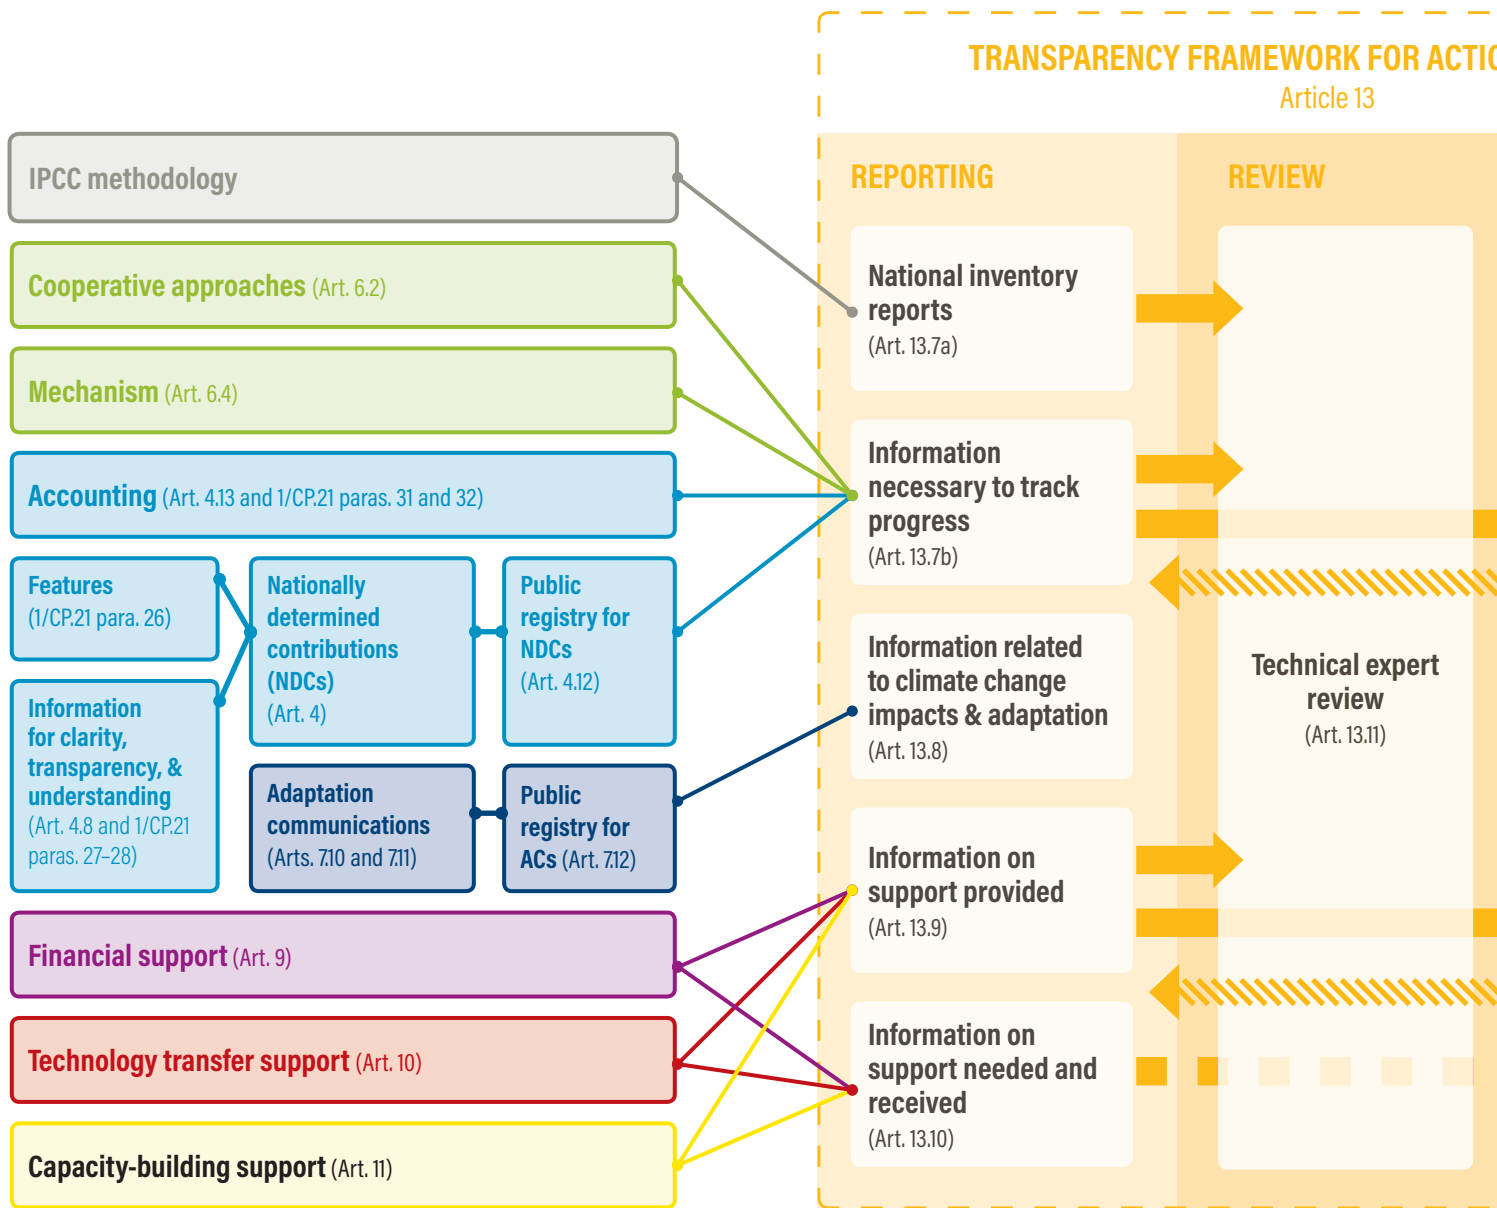 TRANSPARENCY FRAMEWORK FOR ACTIO
Article 13
IPCC methodology
Cooperative approaches (Art. 6.2)
Mechanism (Art. 6.4)
Accounting (Art. 4.13 and 1/CP.21 paras. 31 and 32)
Features
(1/CP.21 para. 26)
Information
for clarity,
transparency, &
understanding
(Art. 4.8 and 1/CP.21
paras. 27–28)
Nationally
determined
contributions
(NDCs)
(Art. 4)
Public
registry for
NDCs
(Art. 4.12)
Adaptation
communications
(Arts. 7.10 and 7.11)
Public
registry for
ACs (Art. 7.12)
Financial support (Art. 9)
Technology transfer support (Art. 10)
Capacity-building support (Art. 11)
REPORTING
National inventory
reports
(Art. 13.7a)
Information
necessary to track
progress
(Art. 13.7b)
Information related
to climate change
impacts & adaptation
(Art. 13.8)
Information on
support provided
(Art. 13.9)
Information on
support needed and
received
(Art. 13.10)
REVIEW
Technical expert
review
(Art. 13.11)